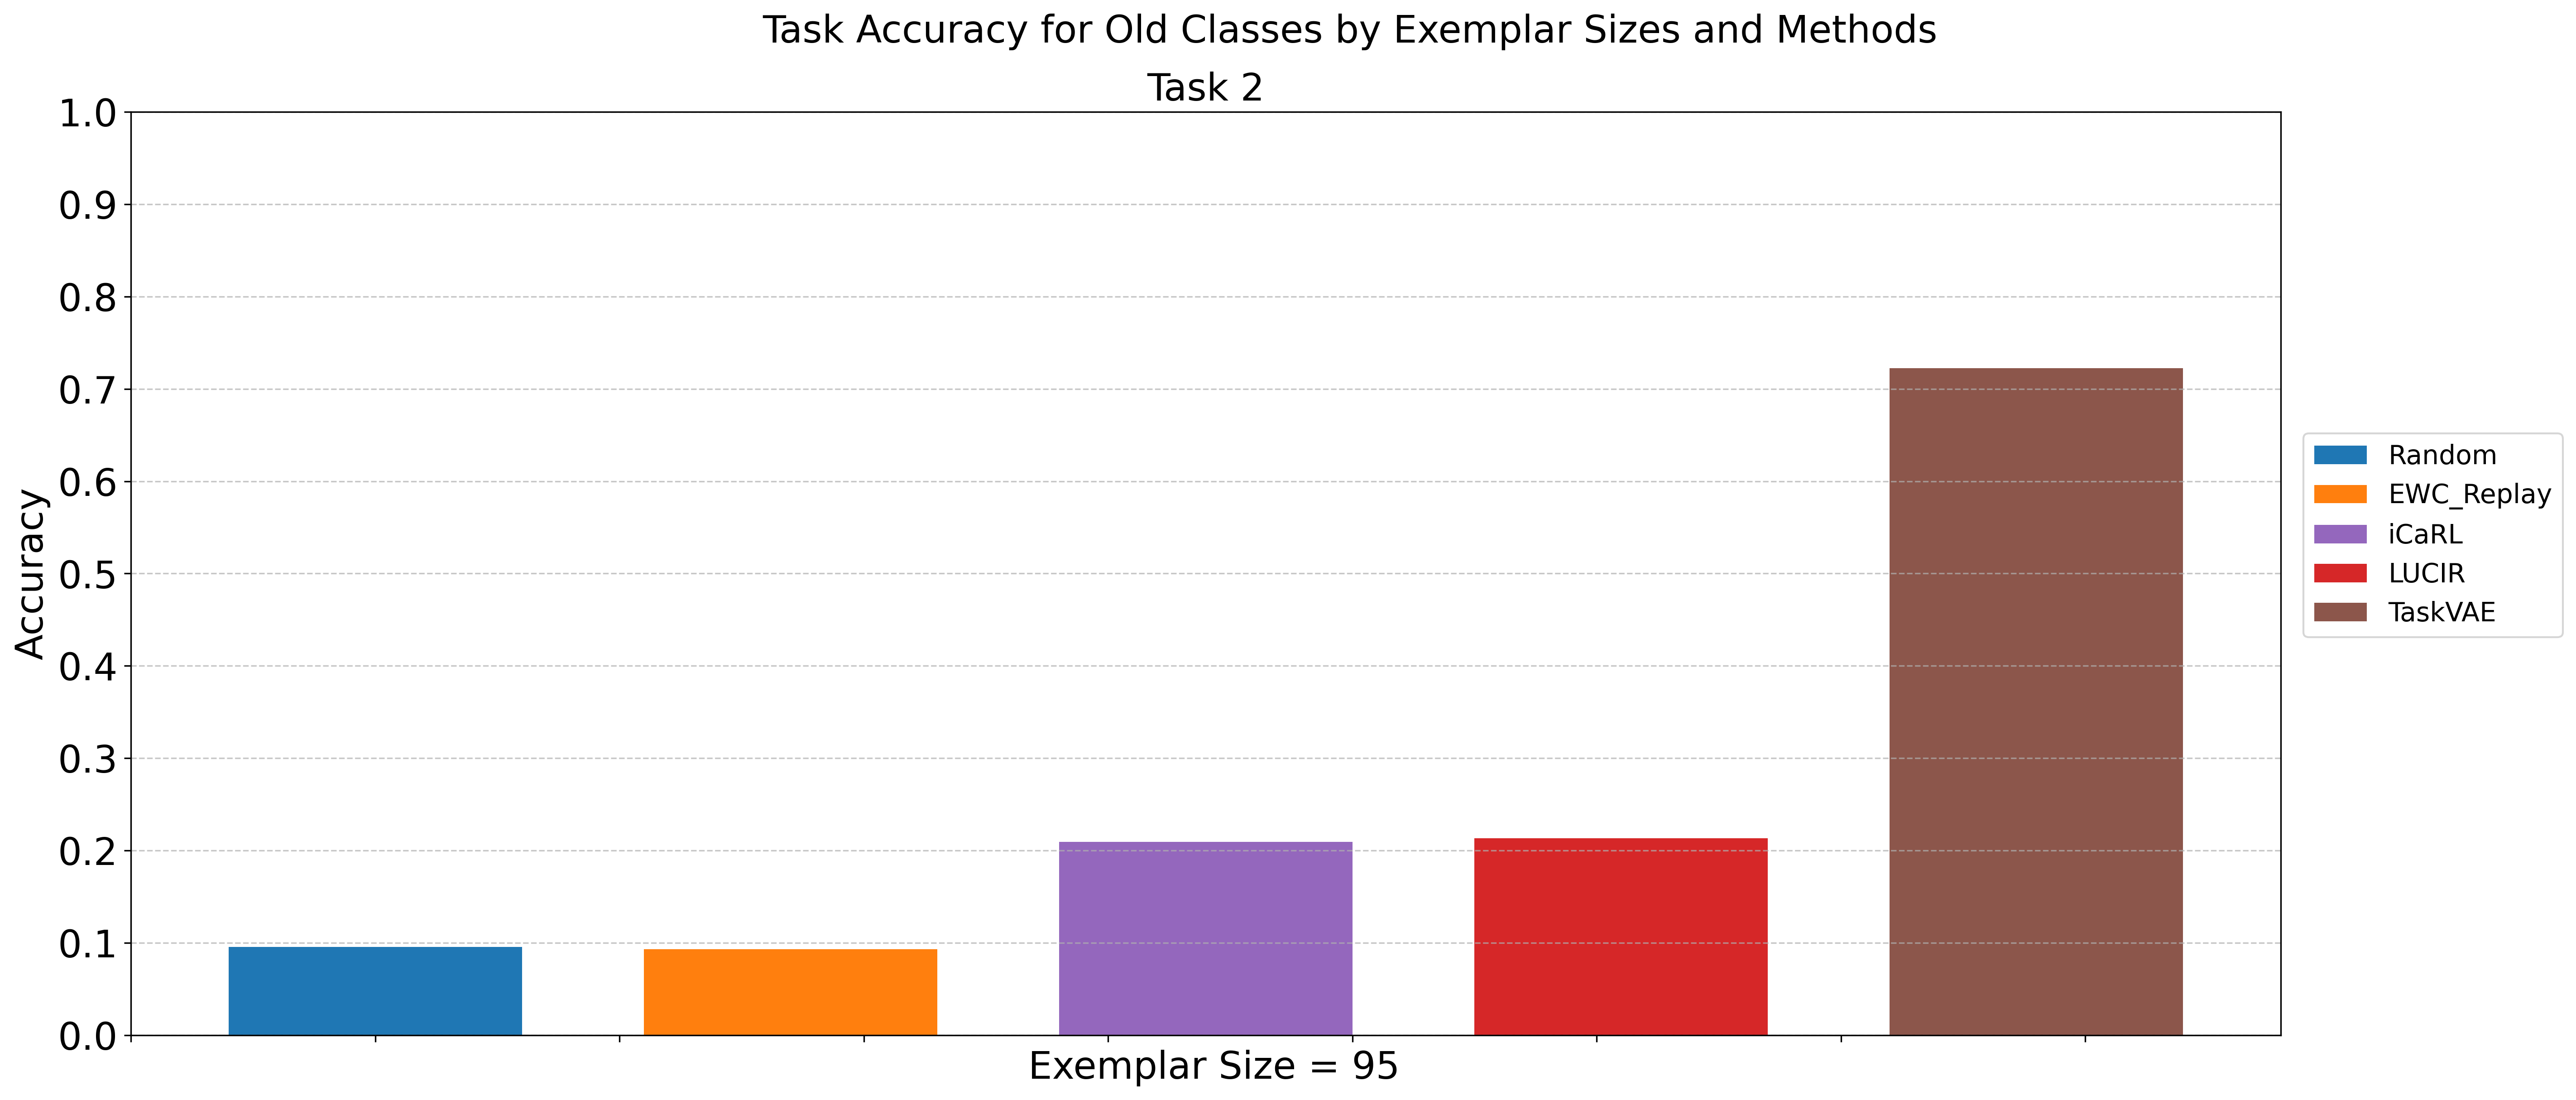 Task Accuracy for Old Classes by Exemplar Sizes and Methods
Task 2
1.0
0.9
0.8
0.7
0.6
0.5
0.4
0.3
0.2
0.1
0.0
Accuracy
Exemplar Size = 95
Random
EWC_Replay
iCaRL
LUCIR
TaskVAE